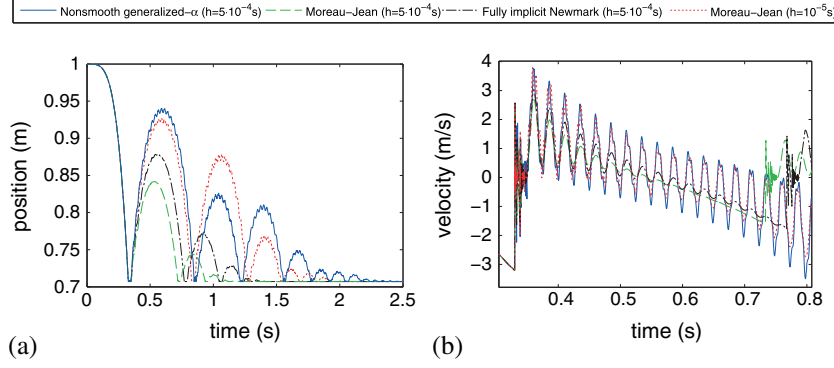 Nonsmooth generalized-α (h=5·10⁻⁴s) Moreau-Jean (h=5·10⁻⁴s) Fully implicit Newmark (h=5·10⁻⁴s) Moreau-Jean (h=10⁻⁵s)
position (m)
1
0.95
0.9
0.85
0.8
0.75
0.7
0 0.5 1.0 1.5 2.0 2.5
time (s)
(a)
velocity (m/s)
4
3
2
1
0
−1
−2
−3
0.4 0.5 0.6 0.7 0.8
time (s)
(b)